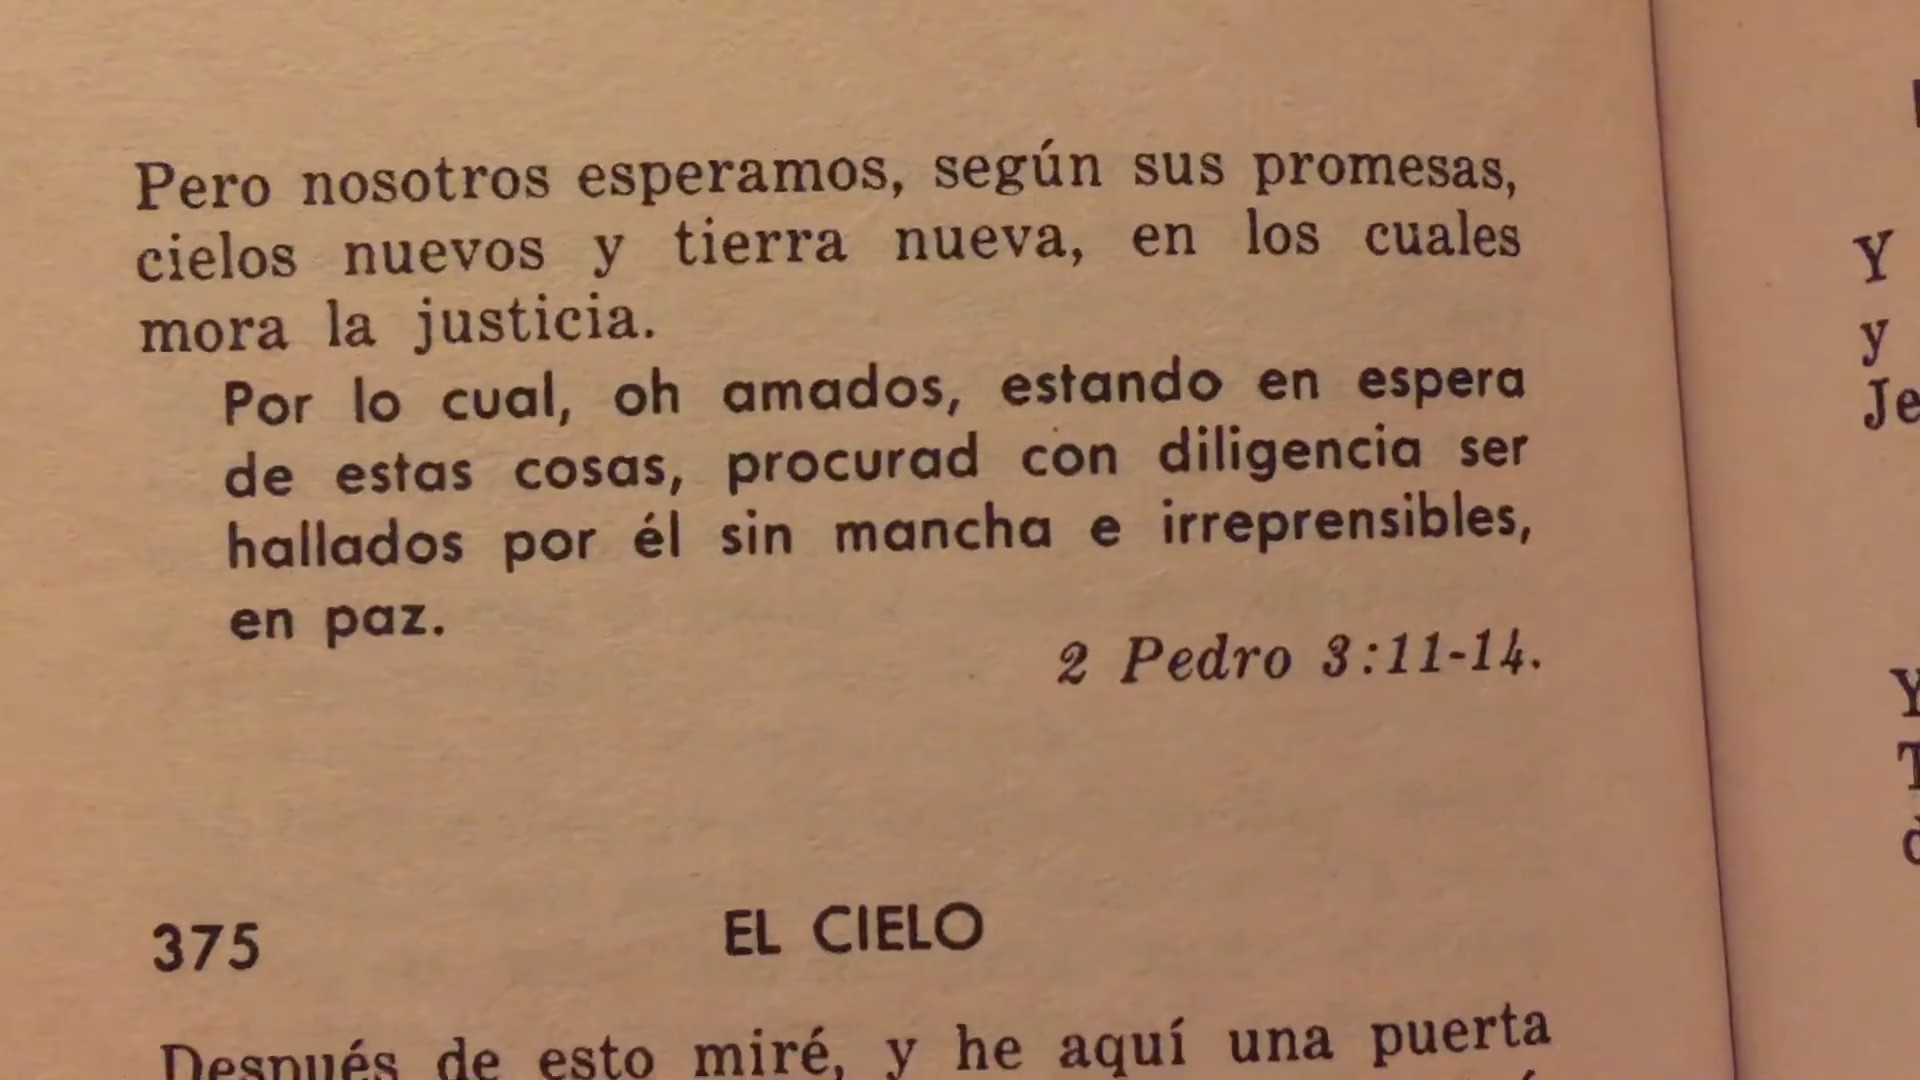 Pero nosotros esperamos, según sus promesas,
cielos nuevos y tierra nueva, en los cuales
mora la justicia.
Por lo cual, oh amados, estando en espera
de estas cosas, procurad con diligencia ser
hallados por él sin mancha e irreprensibles,
en paz.
2 Pedro 3:11-14.
375 EL CIELO
Después de esto miré, y he aquí una puerta
Y
y
Je
Y
T